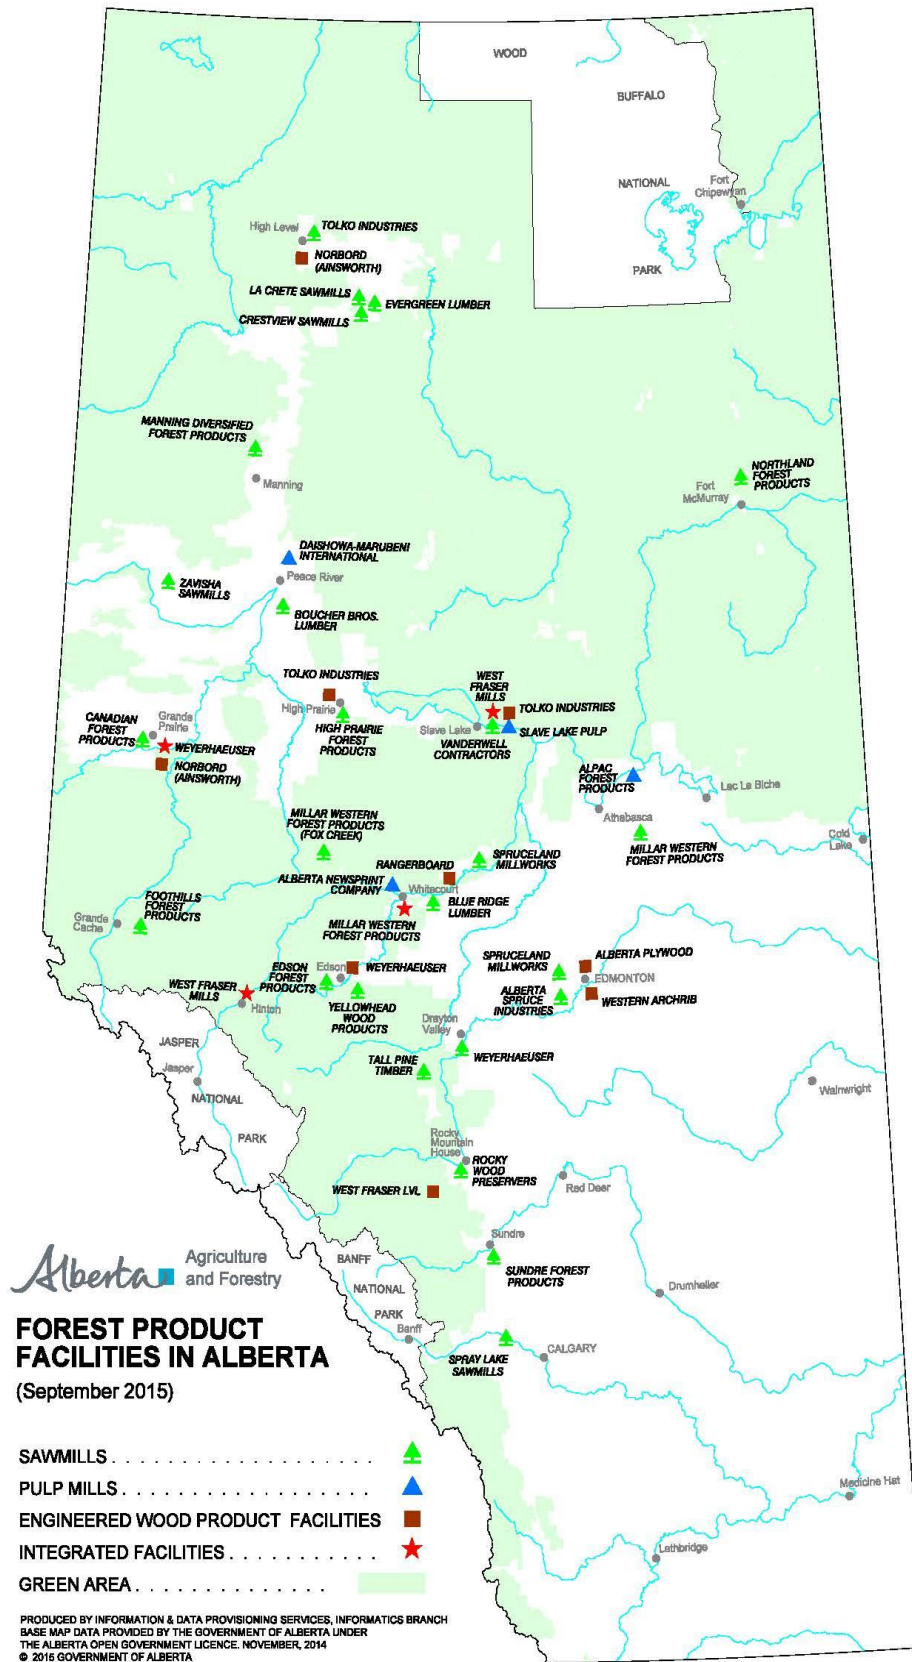 WOOD
BUFFALO
NATIONAL
PARK
Fort
Chipewyan
High Level
TOLKO INDUSTRIES
NORBORD
(AINSWORTH)
LA CRETE SAWMILLS
EVERGREEN LUMBER
CRESTVIEW SAWMILLS
MANNING DIVERSIFIED
FOREST PRODUCTS
Manning
NORTHLAND
FOREST
PRODUCTS
Fort
McMurray
DAISHOWA-MARUBENI
INTERNATIONAL
Peace River
ZAVISHA
SAWMILLS
BOUCHER BROS.
LUMBER
TOLKO INDUSTRIES
High Prairie
HIGH PRAIRIE
FOREST
PRODUCTS
WEST
FRASER
MILLS
TOLKO INDUSTRIES
Slave Lake
SLAVE LAKE PULP
VANDERWELL
CONTRACTORS
CANADIAN
FOREST
PRODUCTS
Grande
Prairie
WEYERHAEUSER
NORBORD
(AINSWORTH)
ALPAC
FOREST
PRODUCTS
Lac La Biche
Athabasca
Cold
Lake
MILLAR WESTERN
FOREST PRODUCTS
MILLAR WESTERN
FOREST PRODUCTS
(FOX CREEK)
RANGERBOARD
SPRUCELAND
MILLWORKS
ALBERTA NEWSPRINT
COMPANY
Whitecourt
BLUE RIDGE
LUMBER
MILLAR WESTERN
FOREST PRODUCTS
FOOTHILLS
FOREST
PRODUCTS
Grande
Cache
EDSON
FOREST
PRODUCTS
Edson
WEYERHAEUSER
WEST FRASER
MILLS
Hinton
YELLOWHEAD
WOOD
PRODUCTS
SPRUCELAND
MILLWORKS
ALBERTA PLYWOOD
EDMONTON
ALBERTA
SPRUCE
INDUSTRIES
WESTERN ARCHRIB
Drayton
Valley
WEYERHAEUSER
TALL PINE
TIMBER
JASPER
Jasper
NATIONAL
PARK
Wainwright
Rocky
Mountain
House
ROCKY
WOOD
PRESERVERS
WEST FRASER LVL
Red Deer
Sundre
SUNDRE FOREST
PRODUCTS
BANFF
NATIONAL
PARK
Banff
Drumheller
SPRAY LAKE
SAWMILLS
CALGARY
Medicine Hat
Lethbridge
Alberta
Agriculture
and Forestry
FOREST PRODUCT
FACILITIES IN ALBERTA
(September 2015)
SAWMILLS . . . . . . . . . . . . . . . . . . . .
PULP MILLS . . . . . . . . . . . . . . . . . . .
ENGINEERED WOOD PRODUCT FACILITIES
INTEGRATED FACILITIES . . . . . . . . . . .
GREEN AREA . . . . . . . . . . . . . . .
PRODUCED BY INFORMATION & DATA PROVISIONING SERVICES, INFORMATICS BRANCH
BASE MAP DATA PROVIDED BY THE GOVERNMENT OF ALBERTA UNDER
THE ALBERTA OPEN GOVERNMENT LICENCE. NOVEMBER, 2014
© 2015 GOVERNMENT OF ALBERTA